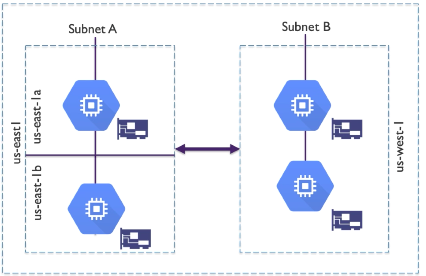 Subnet A
Subnet B
us-east1
us-east-1a
us-east-1b
us-west-1